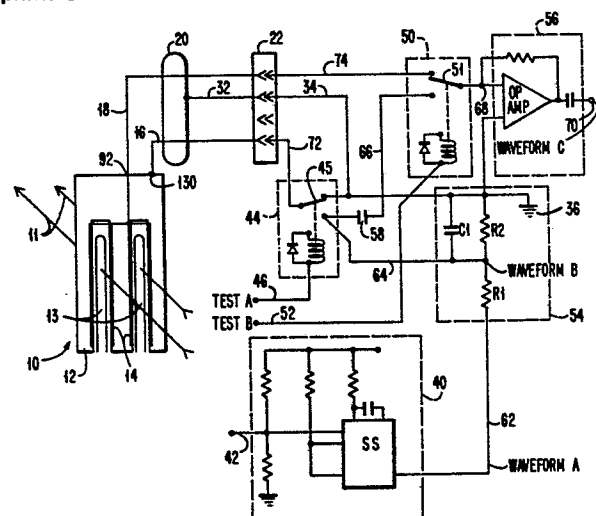 20
22
50
56
74
51
32
34
18
OP
AMP
68
70
16
72
66
WAVEFORM C
92
130
45
11
44
58
36
C1
R2
64
WAVEFORM B
46
TEST A
R1
13
TEST B
52
54
10
12
14
40
62
42
SS
WAVEFORM A